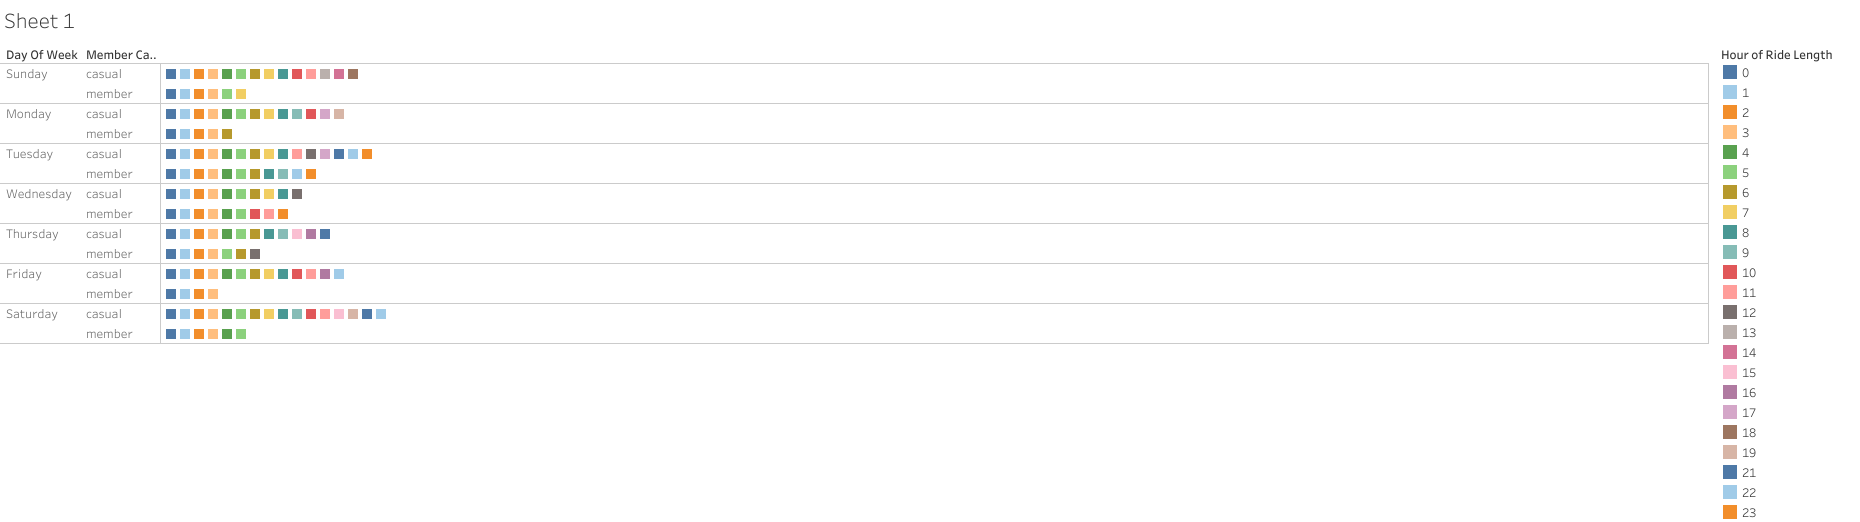 Sheet 1
Day Of Week Member Ca..
Sunday casual
member
Monday casual
member
Tuesday casual
member
Wednesday casual
member
Thursday casual
member
Friday casual
member
Saturday casual
member
Hour of Ride Length
0
1
2
3
4
5
6
7
8
9
10
11
12
13
14
15
16
17
18
19
21
22
23